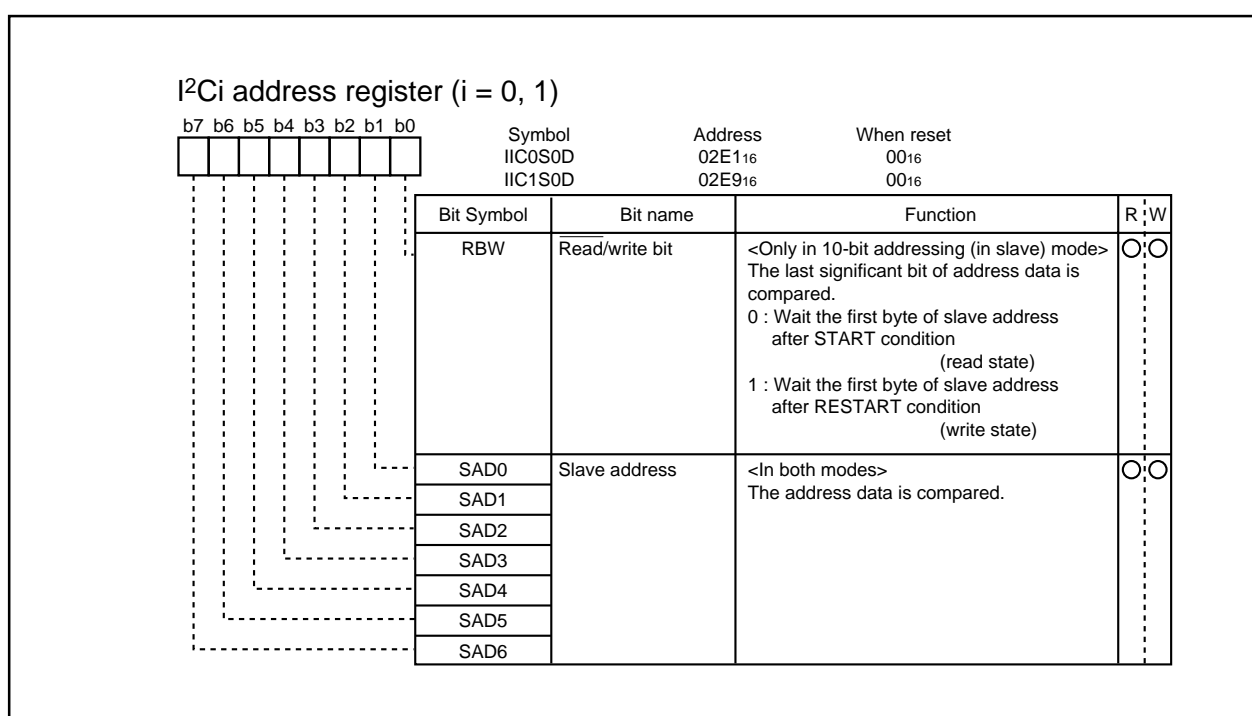 I²Ci address register (i = 0, 1)
b7 b6 b5 b4 b3 b2 b1 b0
Symbol Address When reset
IIC0S0D 02E1₁₆ 00₁₆
IIC1S0D 02E9₁₆ 00₁₆
Bit Symbol Bit name Function R W
RBW Read/write bit <Only in 10-bit addressing (in slave) mode>
The last significant bit of address data is
compared.
0 : Wait the first byte of slave address
after START condition
(read state)
1 : Wait the first byte of slave address
after RESTART condition
(write state)
SAD0 Slave address <In both modes>
SAD1 The address data is compared.
SAD2
SAD3
SAD4
SAD5
SAD6